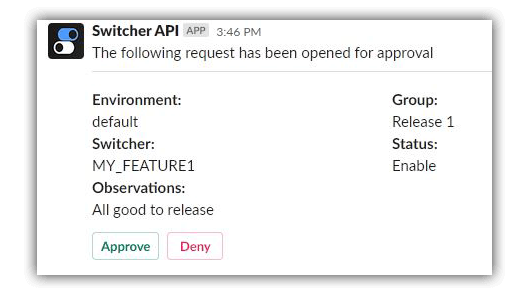 Switcher API APP 3:46 PM
The following request has been opened for approval
Environment: Group:
default Release 1
Switcher: Status:
MY_FEATURE1 Enable
Observations:
All good to release
Approve Deny